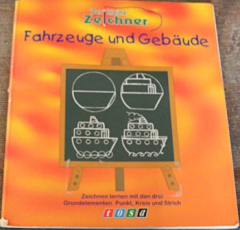 Zeichner
Fahrzeuge und Gebäude
Zeichnen lernen mit den drei
Grundelementen: Punkt, Kreis und Strich
tosa